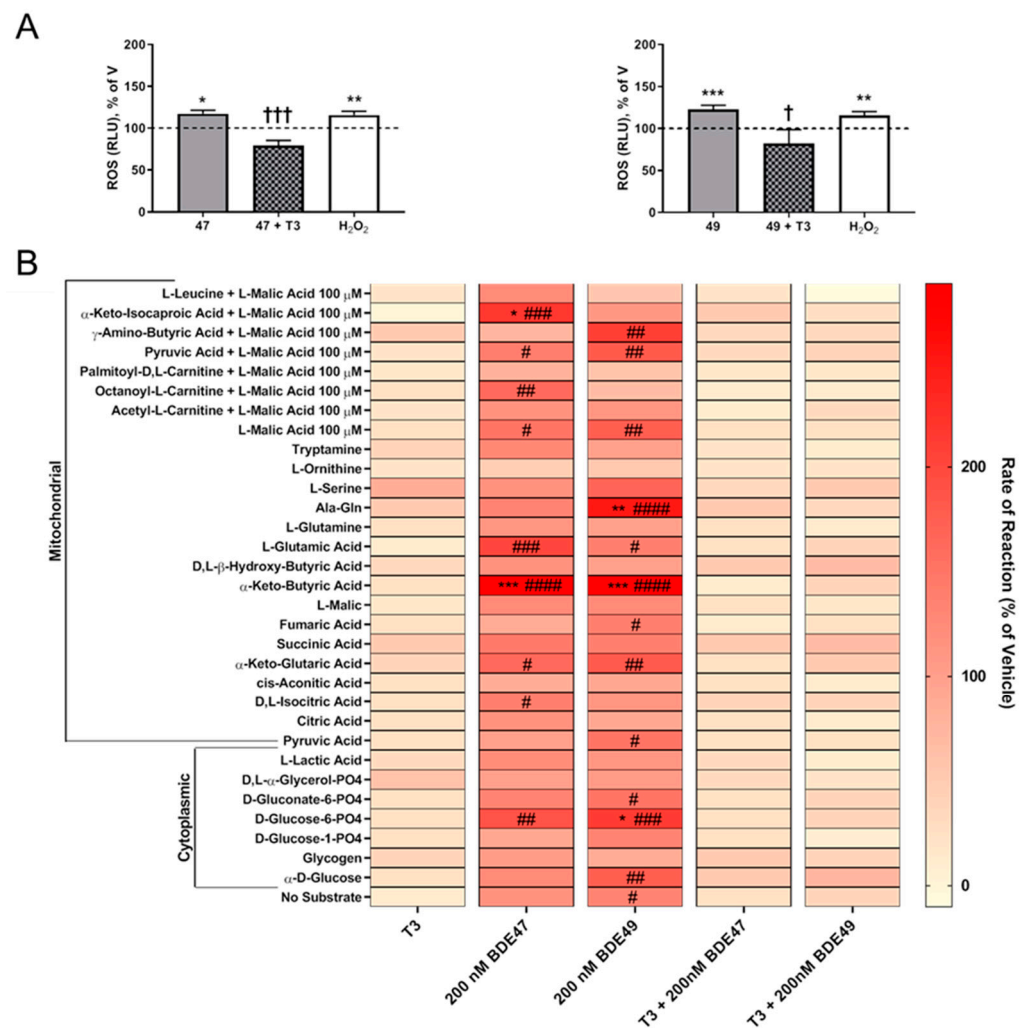 A
200
150
100
50
0
ROS (RLU), % of V
*
†††
**
47
47 + T3
H₂O₂
200
150
100
50
0
ROS (RLU), % of V
***
†
**
49
49 + T3
H₂O₂
B
Mitochondrial
Cytoplasmic
L-Leucine + L-Malic Acid 100 μM
α-Keto-Isocaproic Acid + L-Malic Acid 100 μM * ###
γ-Amino-Butyric Acid + L-Malic Acid 100 μM ##
Pyruvic Acid + L-Malic Acid 100 μM # ##
Palmitoyl-D,L-Carnitine + L-Malic Acid 100 μM
Octanoyl-L-Carnitine + L-Malic Acid 100 μM ##
Acetyl-L-Carnitine + L-Malic Acid 100 μM
L-Malic Acid 100 μM # ##
Tryptamine
L-Ornithine
L-Serine
Ala-Gln ** ####
L-Glutamine
L-Glutamic Acid ### #
D,L-β-Hydroxy-Butyric Acid
α-Keto-Butyric Acid *** #### *** ####
L-Malic
Fumaric Acid #
Succinic Acid
α-Keto-Glutaric Acid # ##
cis-Aconitic Acid
D,L-Isocitric Acid #
Citric Acid
Pyruvic Acid #
L-Lactic Acid
D,L-α-Glycerol-PO4
D-Gluconate-6-PO4 #
D-Glucose-6-PO4 ## * ###
D-Glucose-1-PO4
Glycogen
α-D-Glucose ##
No Substrate #
T3
200 nM BDE47
200 nM BDE49
T3 + 200nM BDE47
T3 + 200nM BDE49
200
100
0
Rate of Reaction (% of Vehicle)